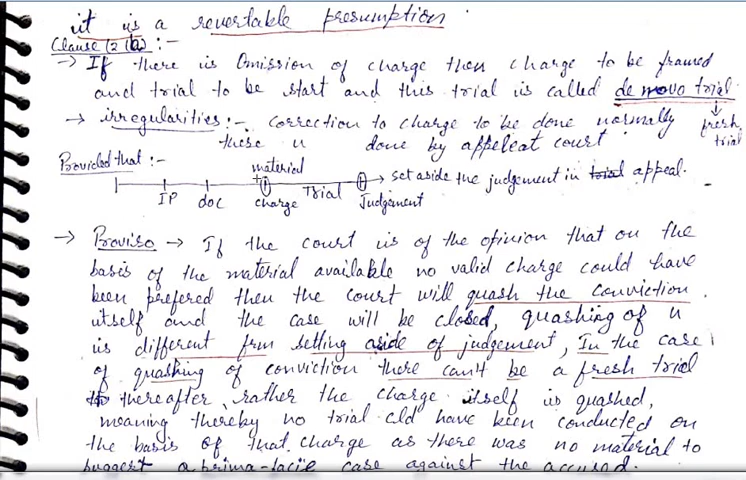 it is a revertable presumption.
Clause (2)(a) :-
→ If there is Omission of charge then charge to be framed
and trial to be start and this trial is called de novo trial.
↓
fresh trial
→ irregularities :- correction to charge to be done normally
these u done by appeleat court
Provided that :-
material
IP doc charge Trial Judgement → set aside the judgement in trial appeal.
→ Proviso → If the court is of the opinion that on the
basis of the material available no valid charge could have
been prefered then the court will quash the conviction
itself and the case will be closed, quashing of u
is different frm setting aside of judgement, In the case
of quashing of conviction there can't be a fresh trial
thereafter, rather the charge itself is quashed,
meaning thereby no trial cld have been conducted on
the basis of that charge as there was no material to
suggest a prima-facie case against the accused.